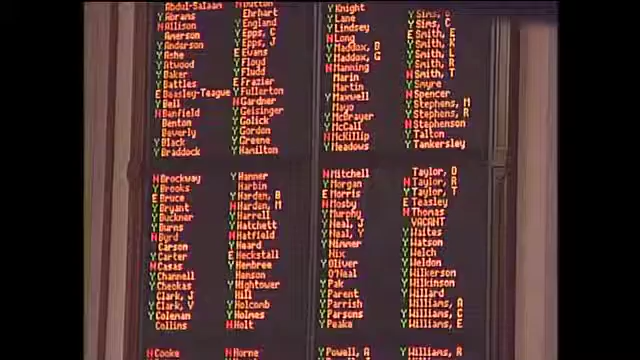 Abdul-Salaam
Y Abrams
N Allison
Amerson
Y Anderson
Y Ashe
Y Atwood
Y Baker
Y Battles
E Beasley-Teague
Y Bell
N Banfield
Benton
Beverly
Y Black
Y Braddock
N Brockway
Y Brooks
E Bruce
Y Bryant
Y Buckner
Y Burns
N Byrd
Carson
Y Carter
N Casas
Y Channell
Y Cheokas
Clark, J
Y Clark, V
Y Coleman
Collins
N Cooke
Dutton
Ehrhart
Y England
Y Epps, C
Y Epps, J
E Evans
Y Floyd
Y Fludd
E Frazier
Y Fullerton
N Gardner
Geisinger
Y Golick
Y Gordon
Y Greene
Y Hamilton
Y Hanner
Harbin
Y Harden, B
N Harden, M
Y Harrell
Y Hatchett
N Hatfield
Y Heard
E Heckstall
Y Hembree
Hanson
Y Hightower
Hill
Y Holcomb
Y Holmes
N Holt
N Horne
Knight
Y Lane
Y Lindsey
N Long
Y Maddox, B
Y Maddox, G
N Manning
Marin
Martin
Y Maxwell
Mayo
Y McBrayer
Y McCall
N McKillip
Y Meadows
N Mitchell
Y Morgan
E Morris
N Mosby
Y Murphy
Y Neal, J
Y Neal, Y
Y Nimmer
Nix
Y Oliver
O'Neal
Y Pak
Y Parent
Y Parrish
Y Parsons
Y Peake
Y Powell, A
Y Sims, C
E Smith, E
Y Smith, K
Y Smith, L
Y Smith, R
N Smith, T
Y Smyre
N Spencer
Y Stephens, M
Y Stephens, R
N Stephenson
Y Talton
Y Tankersley
Taylor, D
N Taylor, R
Y Taylor, T
E Teasley
N Thomas
VACANT
Y Waites
Y Watson
Y Welch
Y Weldon
Y Wilkerson
Y Wilkinson
Y Willard
Y Williams, A
Y Williams, C
Y Williams, E
Y Williams, R